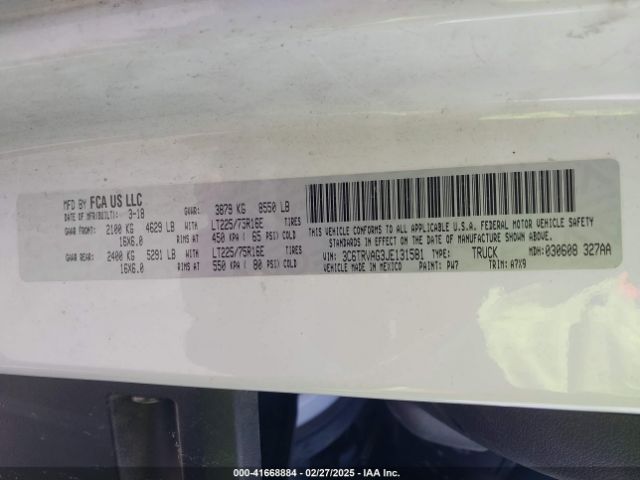 MFD BY FCA US LLC
DATE OF MFR(BUILT): 3-18 GVWR: 3879 KG 8550 LB
GAWR FRONT: 2100 KG 4629 LB WITH LT225/75R16E TIRES
16X6.0 RIMS AT 450 KPA ( 65 PSI) COLD
GAWR REAR: 2400 KG 5291 LB WITH LT225/75R16E TIRES
16X6.0 RIMS AT 550 KPA ( 80 PSI) COLD
THIS VEHICLE CONFORMS TO ALL APPLICABLE U.S.A. FEDERAL MOTOR VEHICLE SAFETY
STANDARDS IN EFFECT ON THE DATE OF MANUFACTURE SHOWN ABOVE.
VIN: 3C6TRVAG3JE131581 TYPE: TRUCK MDH: 030608 327AA
VEHICLE MADE IN MEXICO PAINT: PW7 TRIM: A7X9
00-41668884 / 02/27/2025 / IAA Inc.